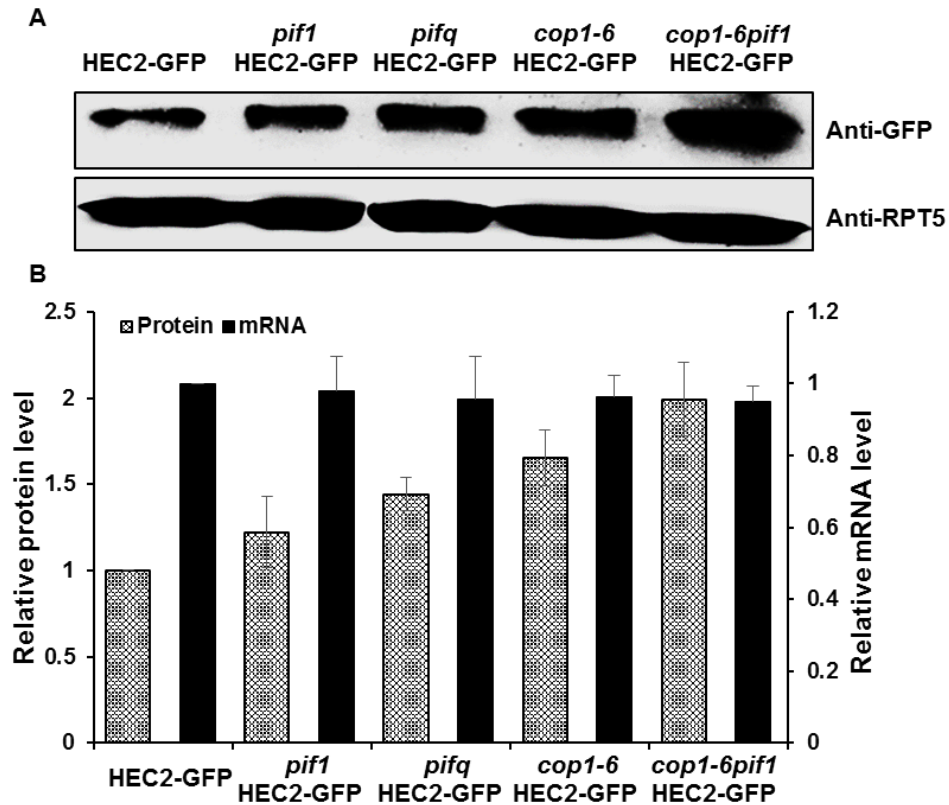 A
HEC2-GFP
pif1
HEC2-GFP
pifq
HEC2-GFP
cop1-6
HEC2-GFP
cop1-6pif1
HEC2-GFP
Anti-GFP
Anti-RPT5
B
Protein
mRNA
Relative protein level
2.5
2
1.5
1
0.5
0
Relative mRNA level
1.2
1
0.8
0.6
0.4
0.2
0
HEC2-GFP
pif1
HEC2-GFP
pifq
HEC2-GFP
cop1-6
HEC2-GFP
cop1-6pif1
HEC2-GFP